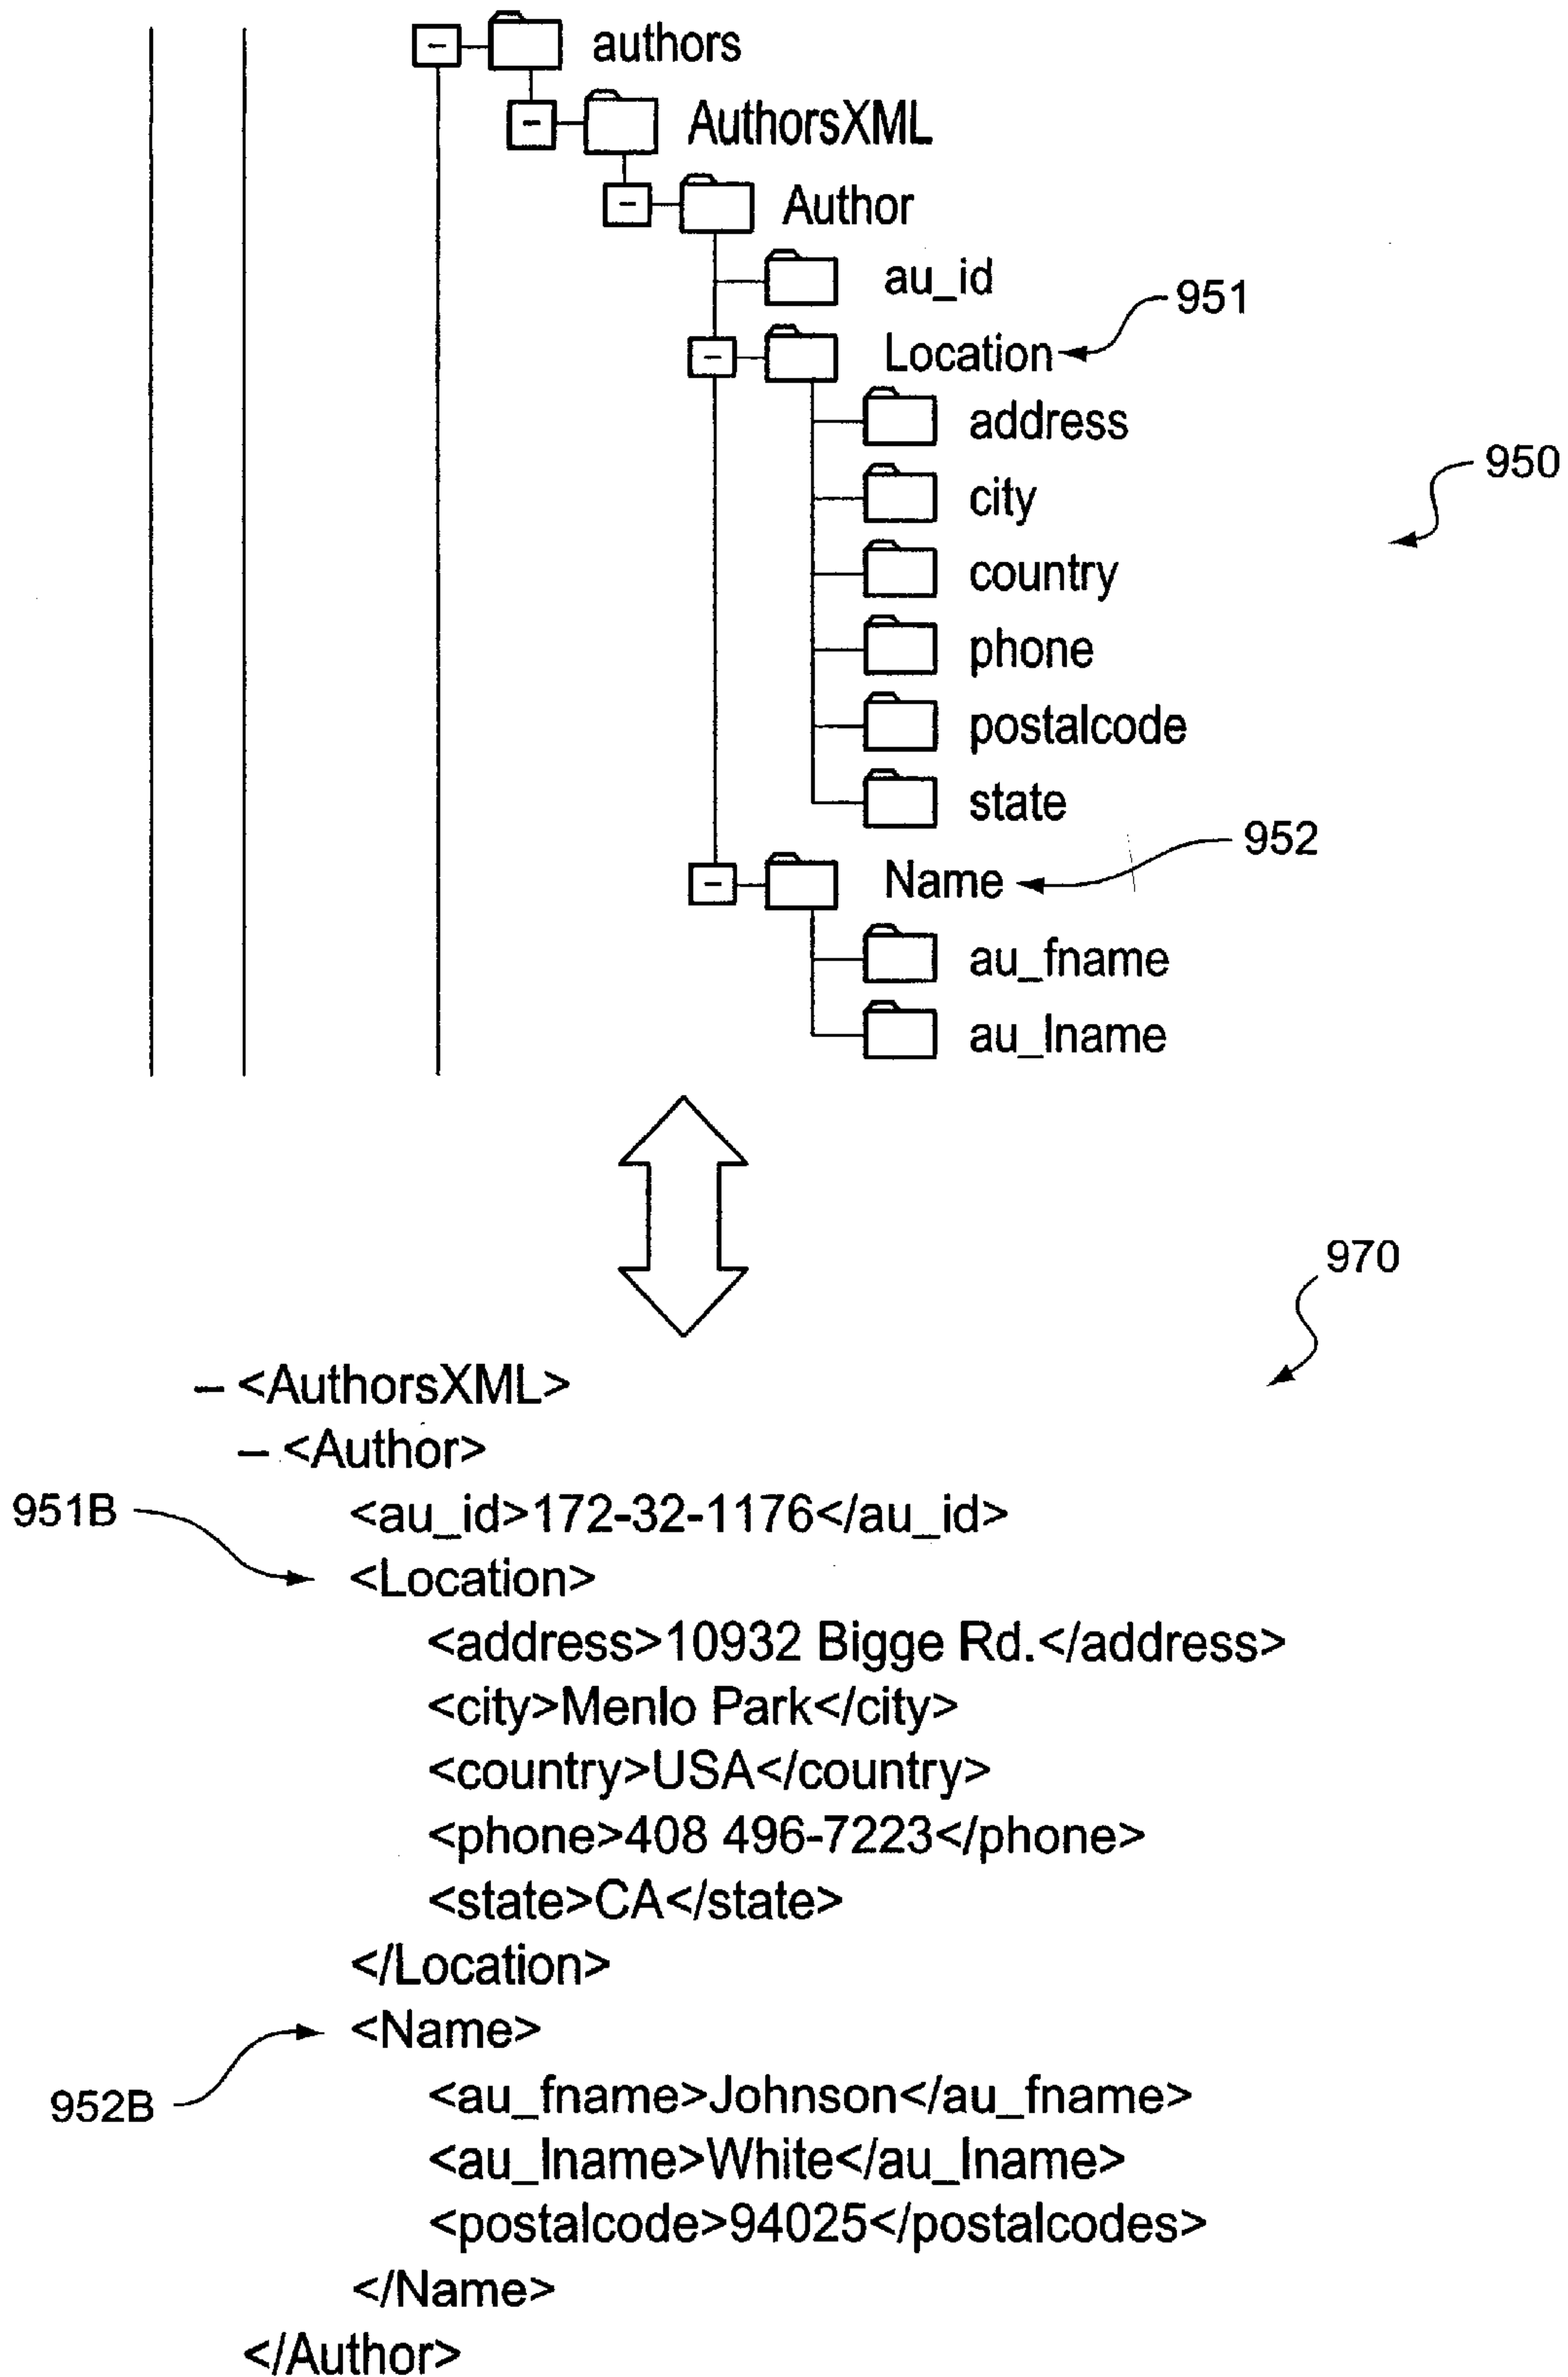 authors
AuthorsXML
Author
au_id
951
Location
address
950
city
country
phone
postalcode
state
952
Name
au_fname
au_lname
970
– <AuthorsXML>
– <Author>
951B
<au_id>172-32-1176</au_id>
<Location>
<address>10932 Bigge Rd.</address>
<city>Menlo Park</city>
<country>USA</country>
<phone>408 496-7223</phone>
<state>CA</state>
</Location>
<Name>
952B
<au_fname>Johnson</au_fname>
<au_lname>White</au_lname>
<postalcode>94025</postalcodes>
</Name>
</Author>